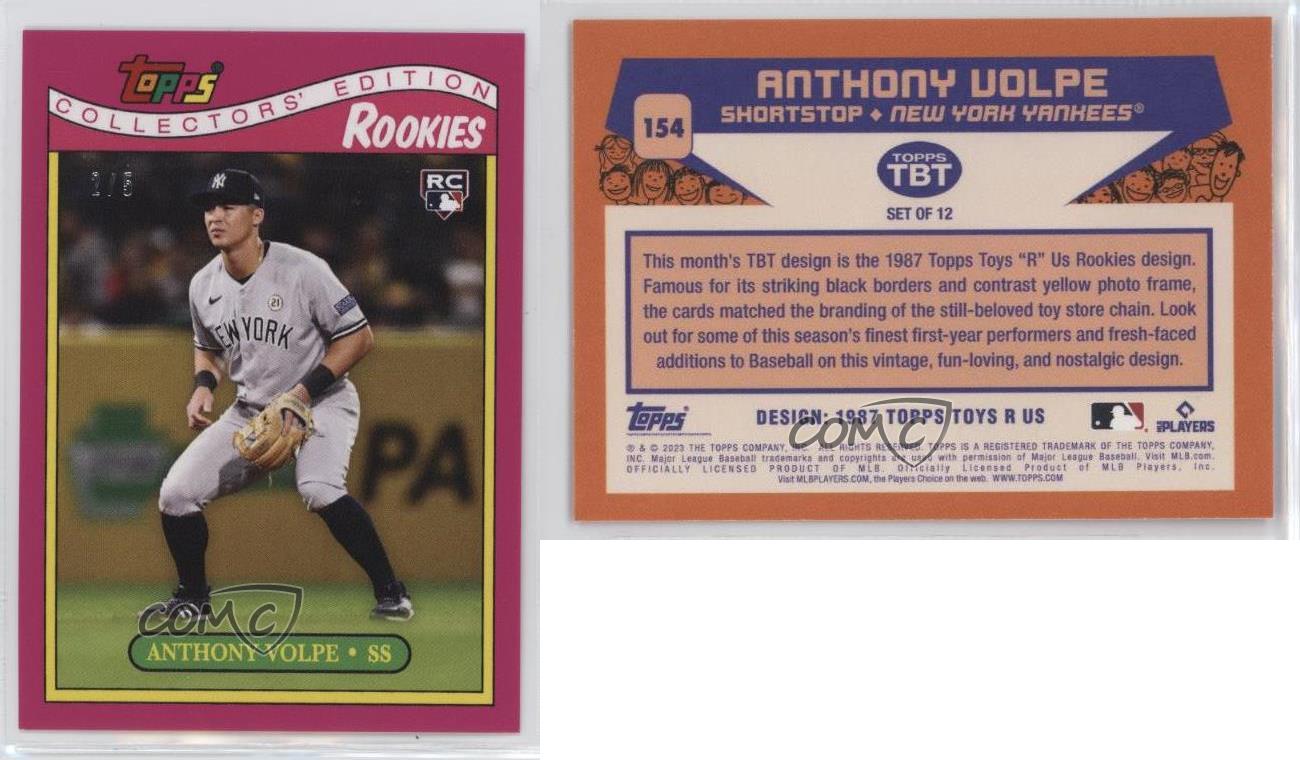 Topps®
COLLECTORS' EDITION
ROOKIES
RC
NY
21
NEW YORK
PA
COMC
ANTHONY VOLPE • SS
ANTHONY VOLPE
SHORTSTOP ♦ NEW YORK YANKEES®
154
TOPPS
TBT
SET OF 12
This month's TBT design is the 1987 Topps Toys “R” Us Rookies design.
Famous for its striking black borders and contrast yellow photo frame,
the cards matched the branding of the still-beloved toy store chain. Look
out for some of this season's finest first-year performers and fresh-faced
additions to Baseball on this vintage, fun-loving, and nostalgic design.
Topps®
DESIGN: 1987 TOPPS TOYS R US
PLAYERS
COMC
® & © 2023 THE TOPPS COMPANY, INC. ALL RIGHTS RESERVED. TOPPS IS A REGISTERED TRADEMARK OF THE TOPPS COMPANY,
INC. Major League Baseball trademarks and copyrights are used with permission of Major League Baseball. Visit MLB.com.
OFFICIALLY LICENSED PRODUCT OF MLB. Officially Licensed Product of MLB Players, Inc.
Visit MLBPLAYERS.COM, the Players Choice on the web. WWW.TOPPS.COM